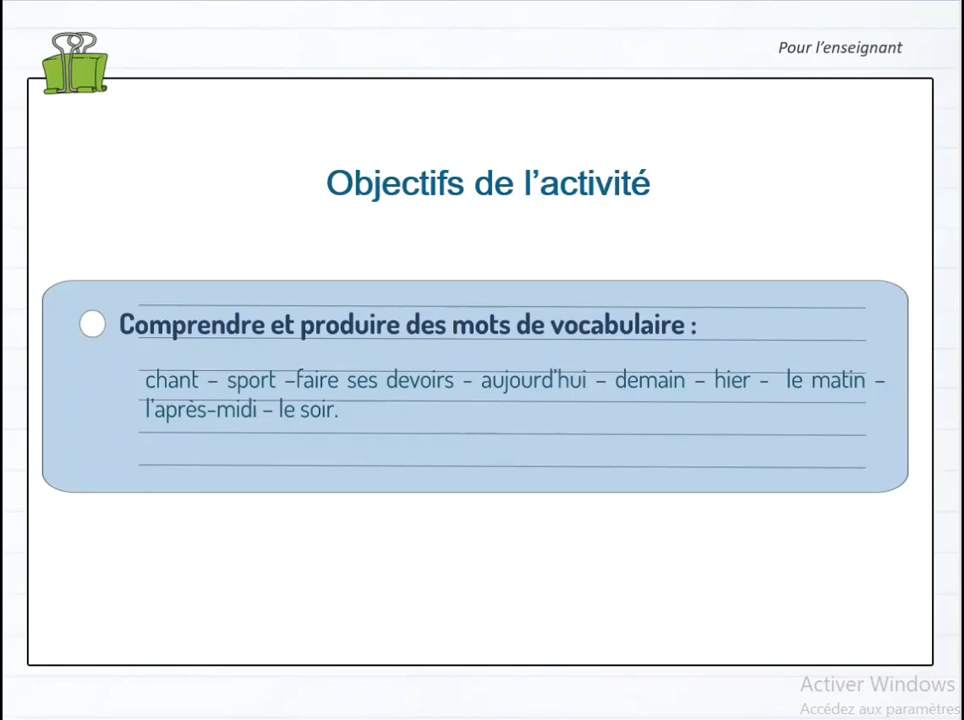 Pour l'enseignant
Objectifs de l'activité
Comprendre et produire des mots de vocabulaire :
chant – sport –faire ses devoirs - aujourd'hui – demain – hier - le matin –
l'après-midi – le soir.
Activer Windows
Accédez aux paramètres